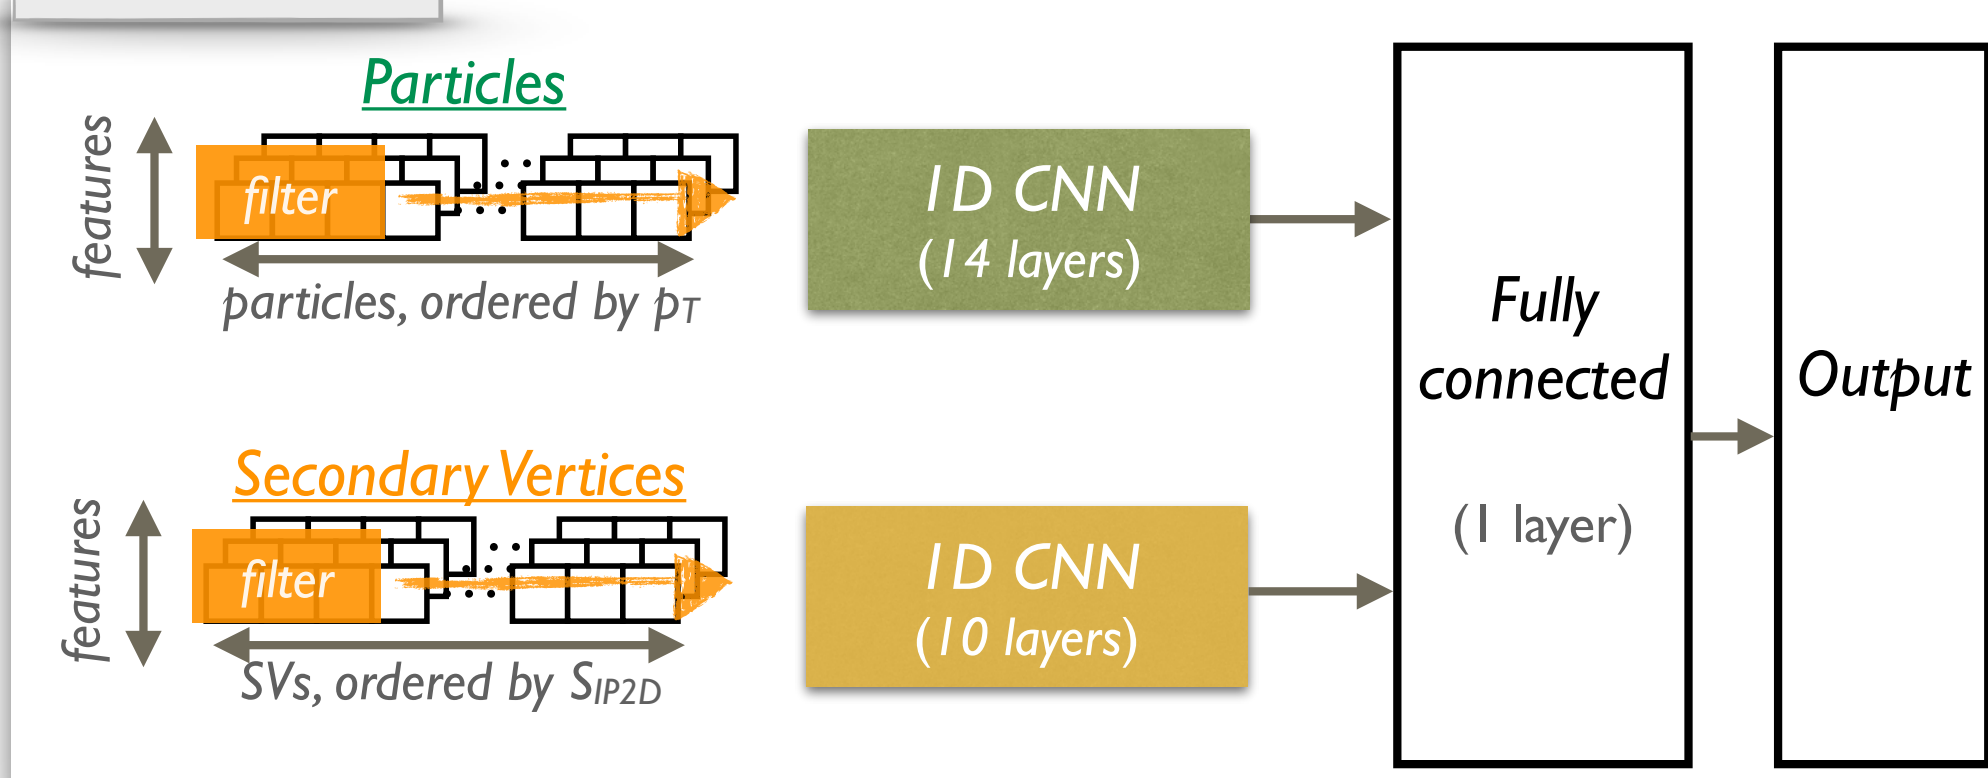 Particles
features
filter
particles, ordered by pT
1D CNN
(14 layers)
Secondary Vertices
features
filter
SVs, ordered by SIP2D
1D CNN
(10 layers)
Fully
connected
(1 layer)
Output